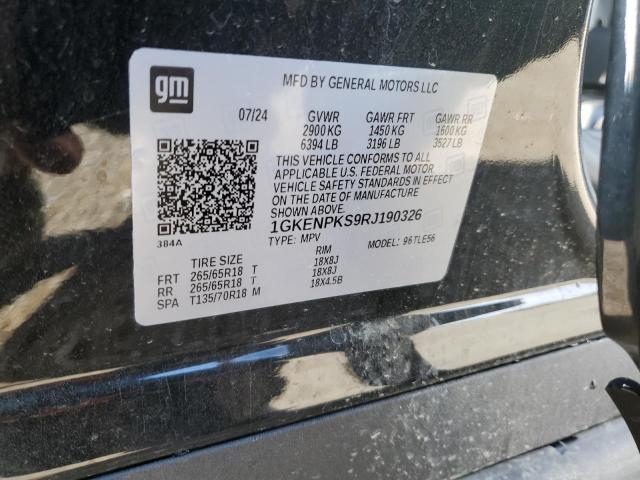 gm
MFD BY GENERAL MOTORS LLC
07/24 GVWR GAWR FRT GAWR RR
2900 KG 1450 KG 1600 KG
6394 LB 3196 LB 3527 LB
THIS VEHICLE CONFORMS TO ALL
APPLICABLE U.S. FEDERAL MOTOR
VEHICLE SAFETY STANDARDS IN EFFECT
ON THE DATE OF MANUFACTURE
SHOWN ABOVE.
1GKENPKS9RJ190326
384A TYPE: MPV MODEL: 96TLE56
TIRE SIZE RIM
FRT 265/65R18 T 18X8J
RR 265/65R18 T 18X8J
SPA T135/70R18 M 18X4.5B